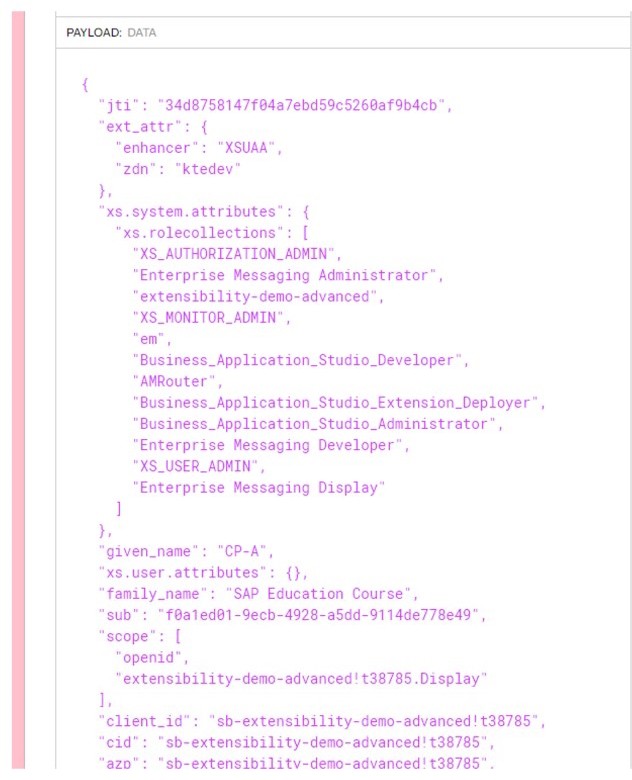 PAYLOAD: DATA
{
"jti": "34d8758147f04a7ebd59c5260af9b4cb",
"ext_attr": {
"enhancer": "XSUAA",
"zdn": "ktedev"
},
"xs.system.attributes": {
"xs.rolecollections": [
"XS_AUTHORIZATION_ADMIN",
"Enterprise Messaging Administrator",
"extensibility-demo-advanced",
"XS_MONITOR_ADMIN",
"em",
"Business_Application_Studio_Developer",
"AMRouter",
"Business_Application_Studio_Extension_Deployer",
"Business_Application_Studio_Administrator",
"Enterprise Messaging Developer",
"XS_USER_ADMIN",
"Enterprise Messaging Display"
]
},
"given_name": "CP-A",
"xs.user.attributes": {},
"family_name": "SAP Education Course",
"sub": "f0a1ed01-9ecb-4928-a5dd-9114de778e49",
"scope": [
"openid",
"extensibility-demo-advanced!t38785.Display"
],
"client_id": "sb-extensibility-demo-advanced!t38785",
"cid": "sb-extensibility-demo-advanced!t38785",
"azp": "sb-extensibility-demo-advanced!t38785",